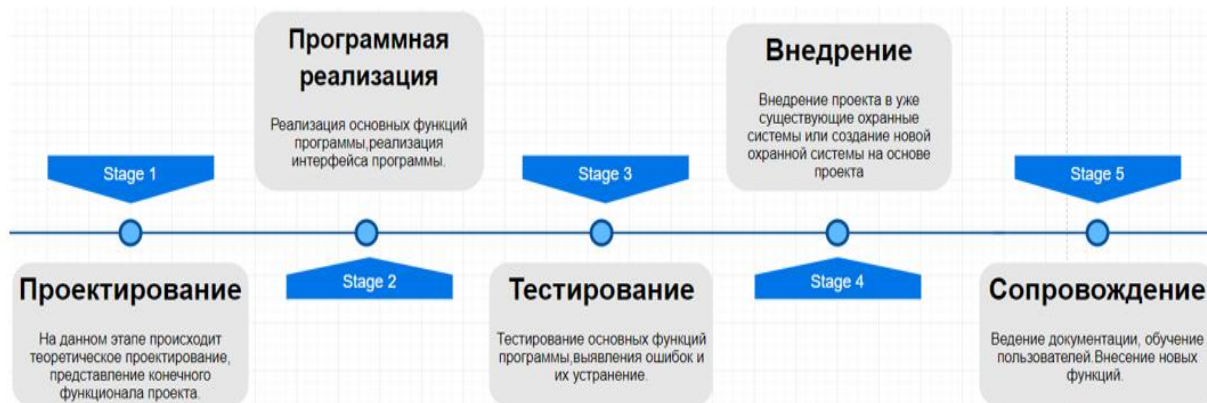 Программная
реализация
Реализация основных функций
программы,реализация
интерфейса программы.
Внедрение
Внедрение проекта в уже
существующие охранные
системы или создание новой
охранной системы на основе
проекта
Stage 1
Stage 3
Stage 5
Stage 2
Stage 4
Проектирование
На данном этапе происходит
теоретическое проектирование,
представление конечного
функционала проекта.
Тестирование
Тестирование основных функций
программы,выявления ошибок и
их устранение.
Сопровождение
Ведение документации, обучение
пользователей.Внесение новых
функций.